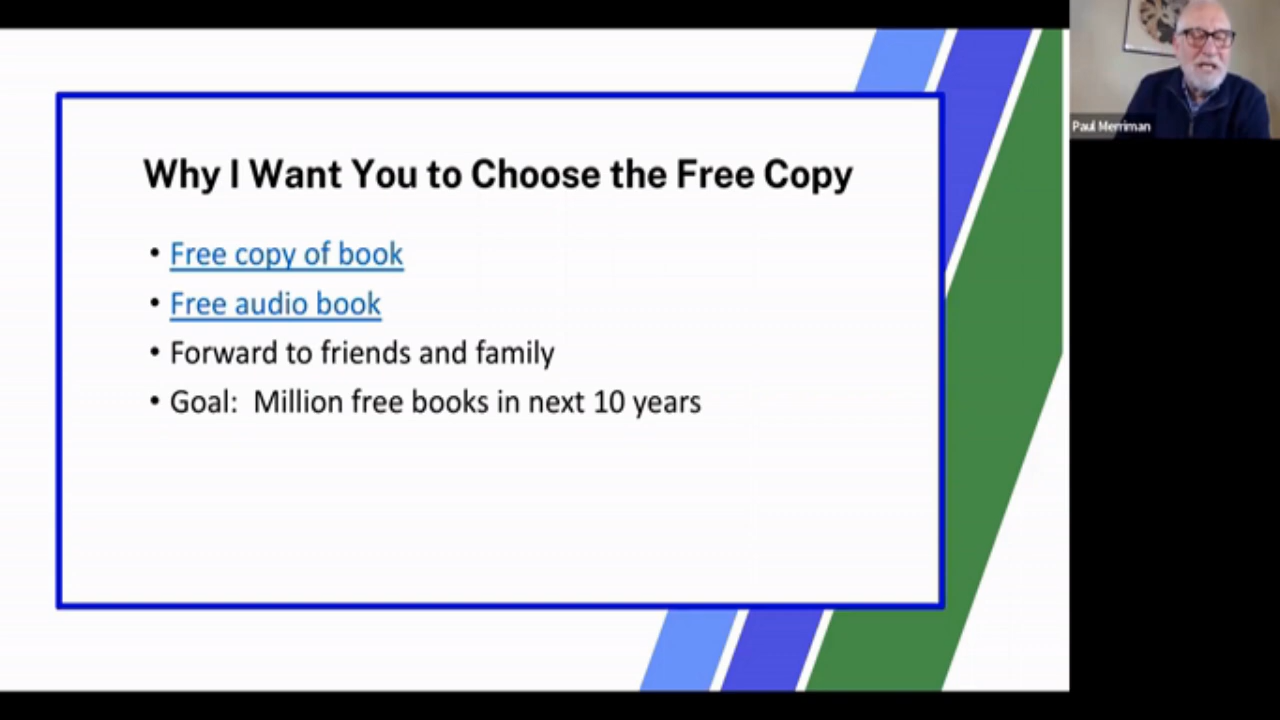 Why I Want You to Choose the Free Copy
• Free copy of book
• Free audio book
• Forward to friends and family
• Goal:  Million free books in next 10 years
Paul Merriman